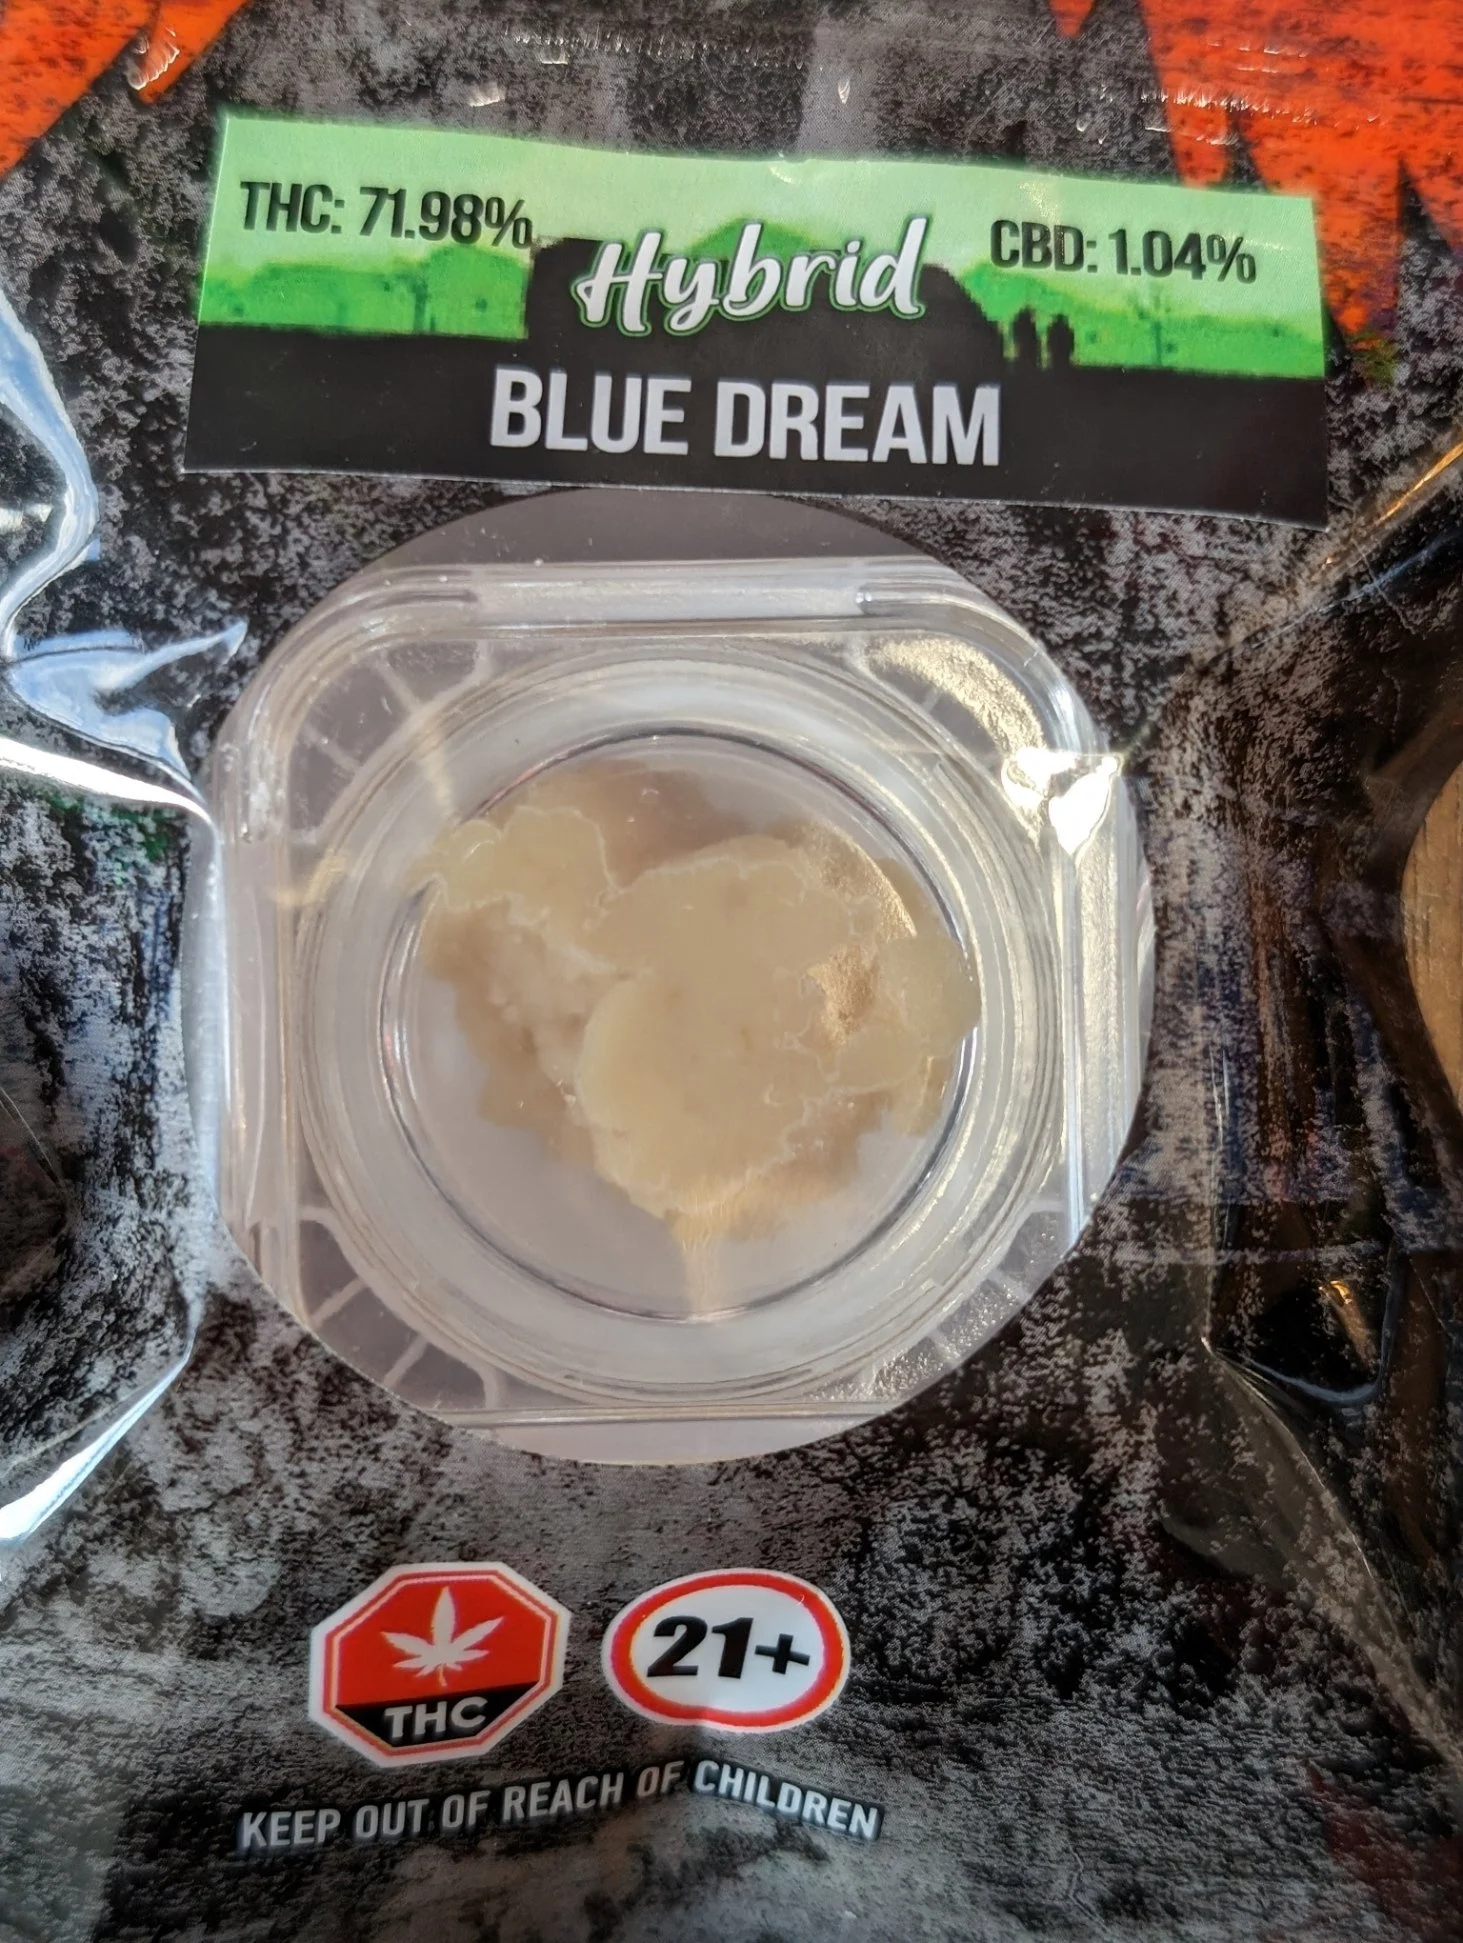 THC: 71.98%
Hybrid
CBD: 1.04%
BLUE DREAM
THC
21+
KEEP OUT OF REACH OF CHILDREN